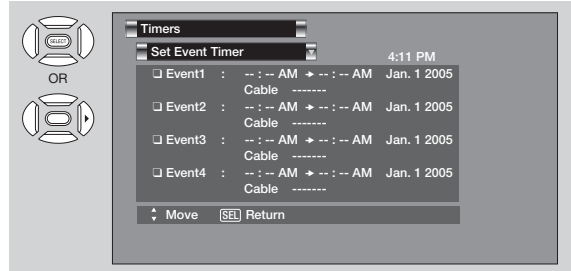 Timers
Set Event Timer
4:11 PM
❏ Event1 : -- : -- AM ➔ -- : -- AM Jan. 1 2005
Cable -------
❏ Event2 : -- : -- AM ➔ -- : -- AM Jan. 1 2005
Cable -------
❏ Event3 : -- : -- AM ➔ -- : -- AM Jan. 1 2005
Cable -------
❏ Event4 : -- : -- AM ➔ -- : -- AM Jan. 1 2005
Cable -------
Move SEL Return
SELECT
OR